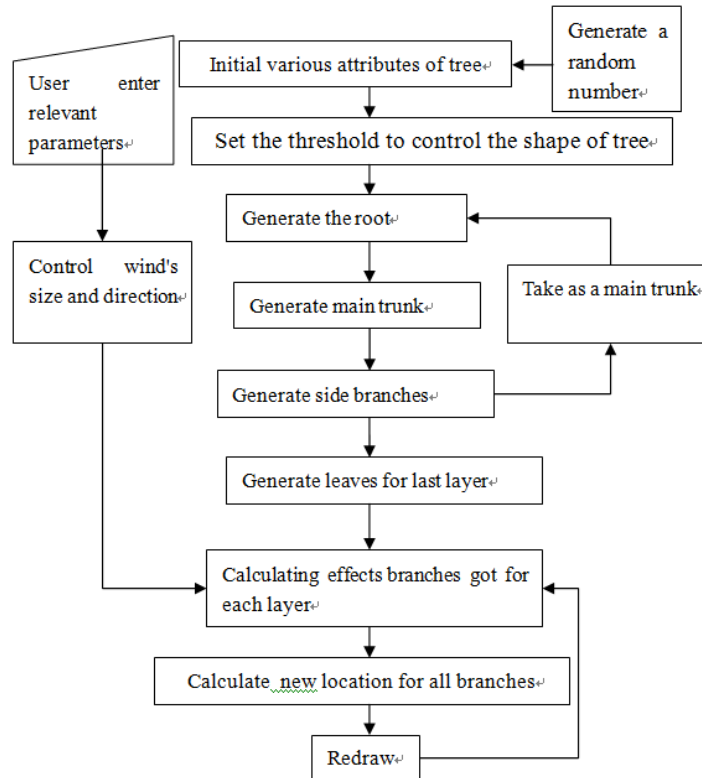 Generate a
random
number
Initial various attributes of tree
User enter
relevant
parameters
Set the threshold to control the shape of tree
Generate the root
Control wind's
size and direction
Take as a main trunk
Generate main trunk
Generate side branches
Generate leaves for last layer
Calculating effects branches got for
each layer
Calculate new location for all branches
Redraw